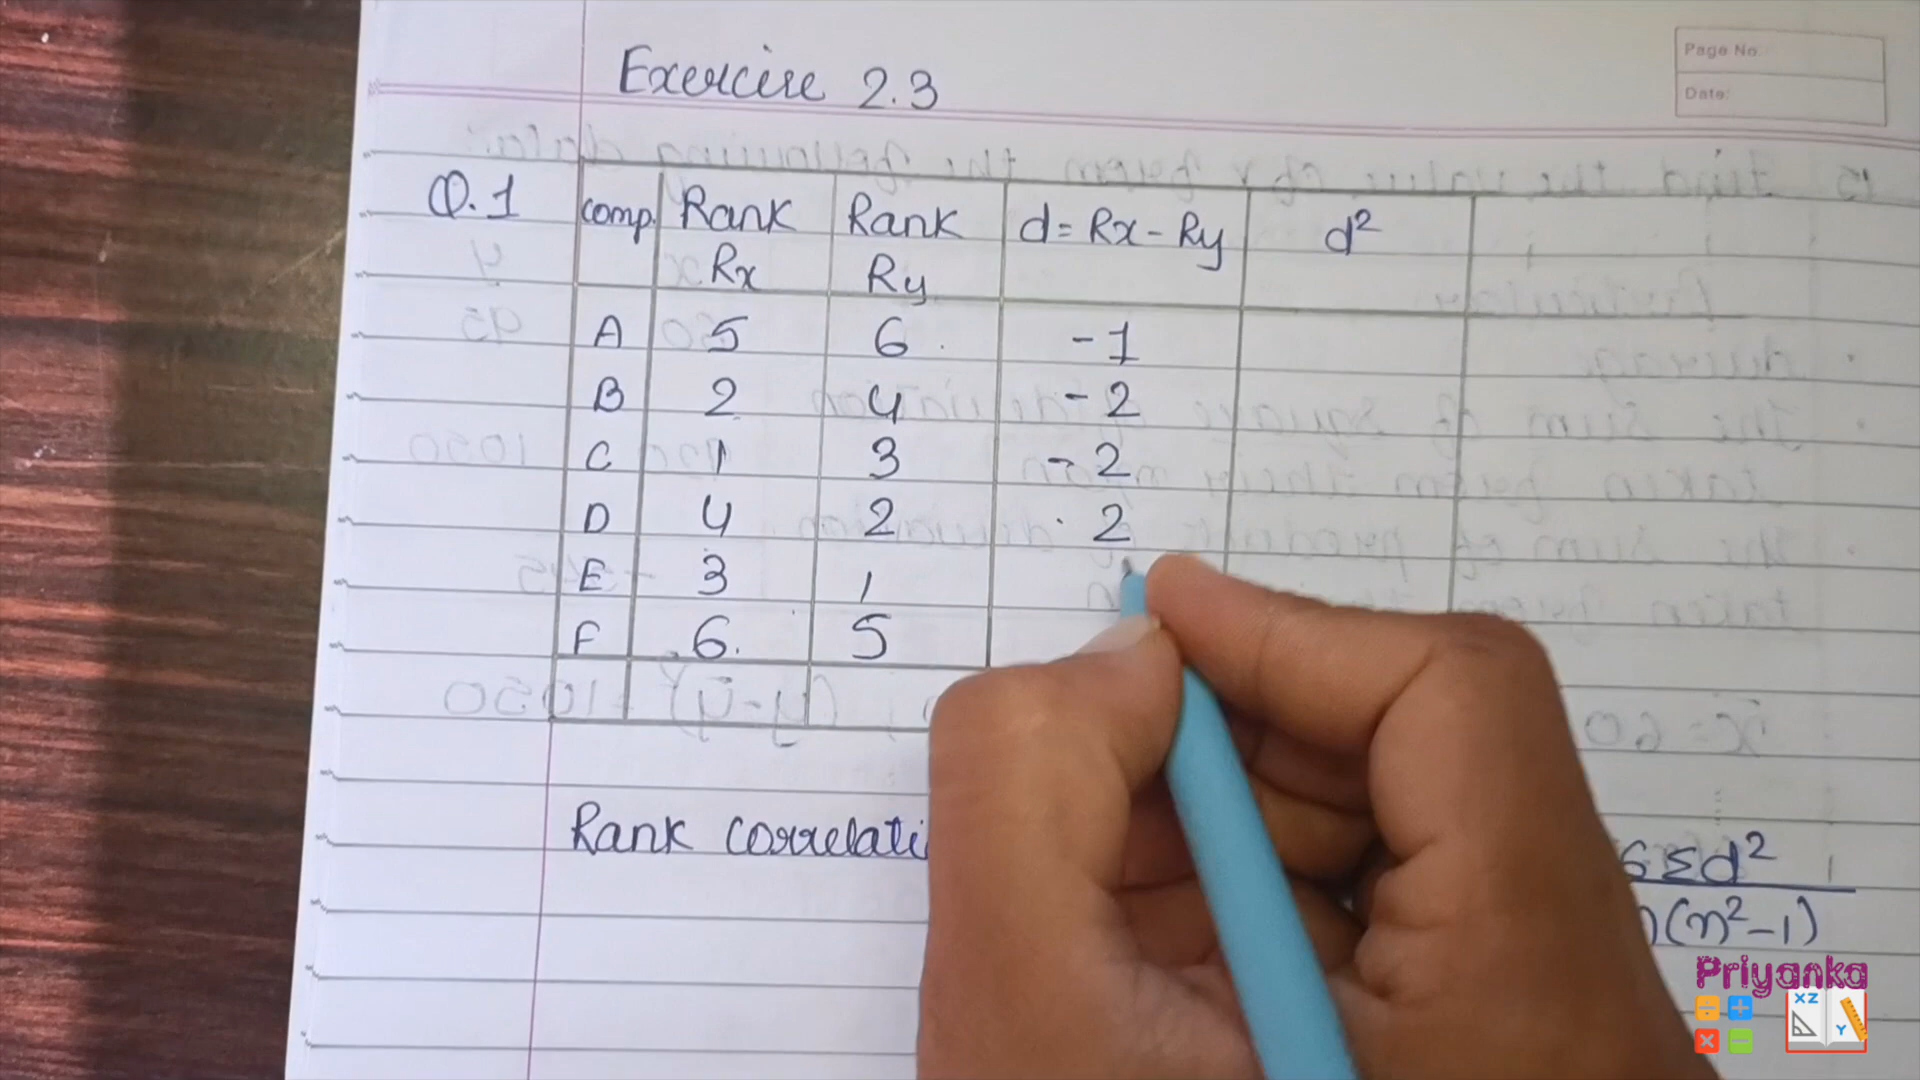 Page No.
Date:
Exercise 2.3
Q.1
comp. Rank Rx Rank Ry d = Rx - Ry d²
A 5 6 -1
B 2 4 -2
C 1 3 -2
D 4 2 2
E 3 1
F 6 5
Rank correlati
6Σd²
(n²-1)
Priyanka
XZ
Y